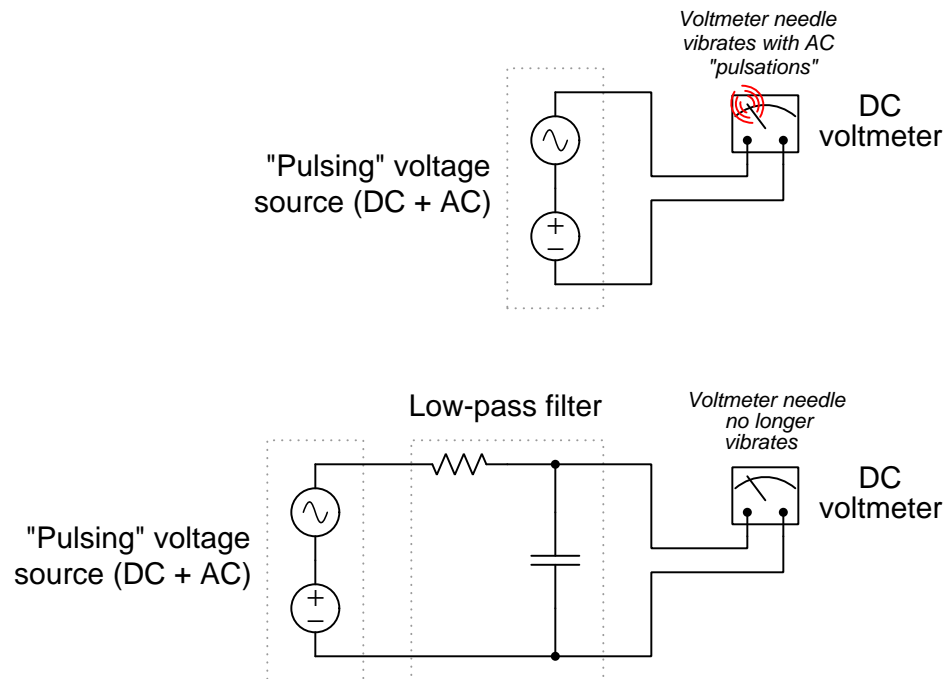 Voltmeter needle
vibrates with AC
"pulsations"
DC
voltmeter
"Pulsing" voltage
source (DC + AC)
+
−
Low-pass filter
Voltmeter needle
no longer
vibrates
DC
voltmeter
"Pulsing" voltage
source (DC + AC)
+
−